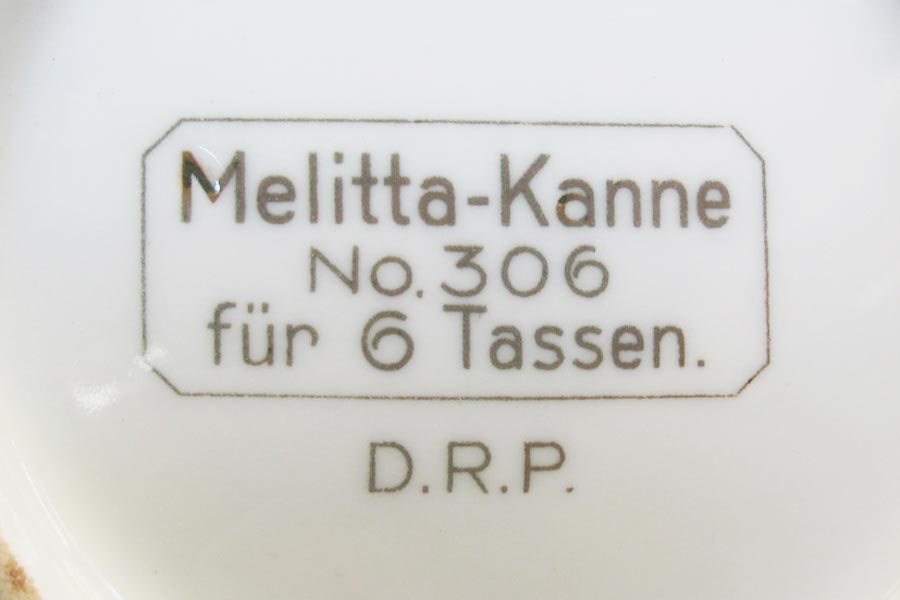 Melitta-Kanne
No. 306
für 6 Tassen.
D.R.P.